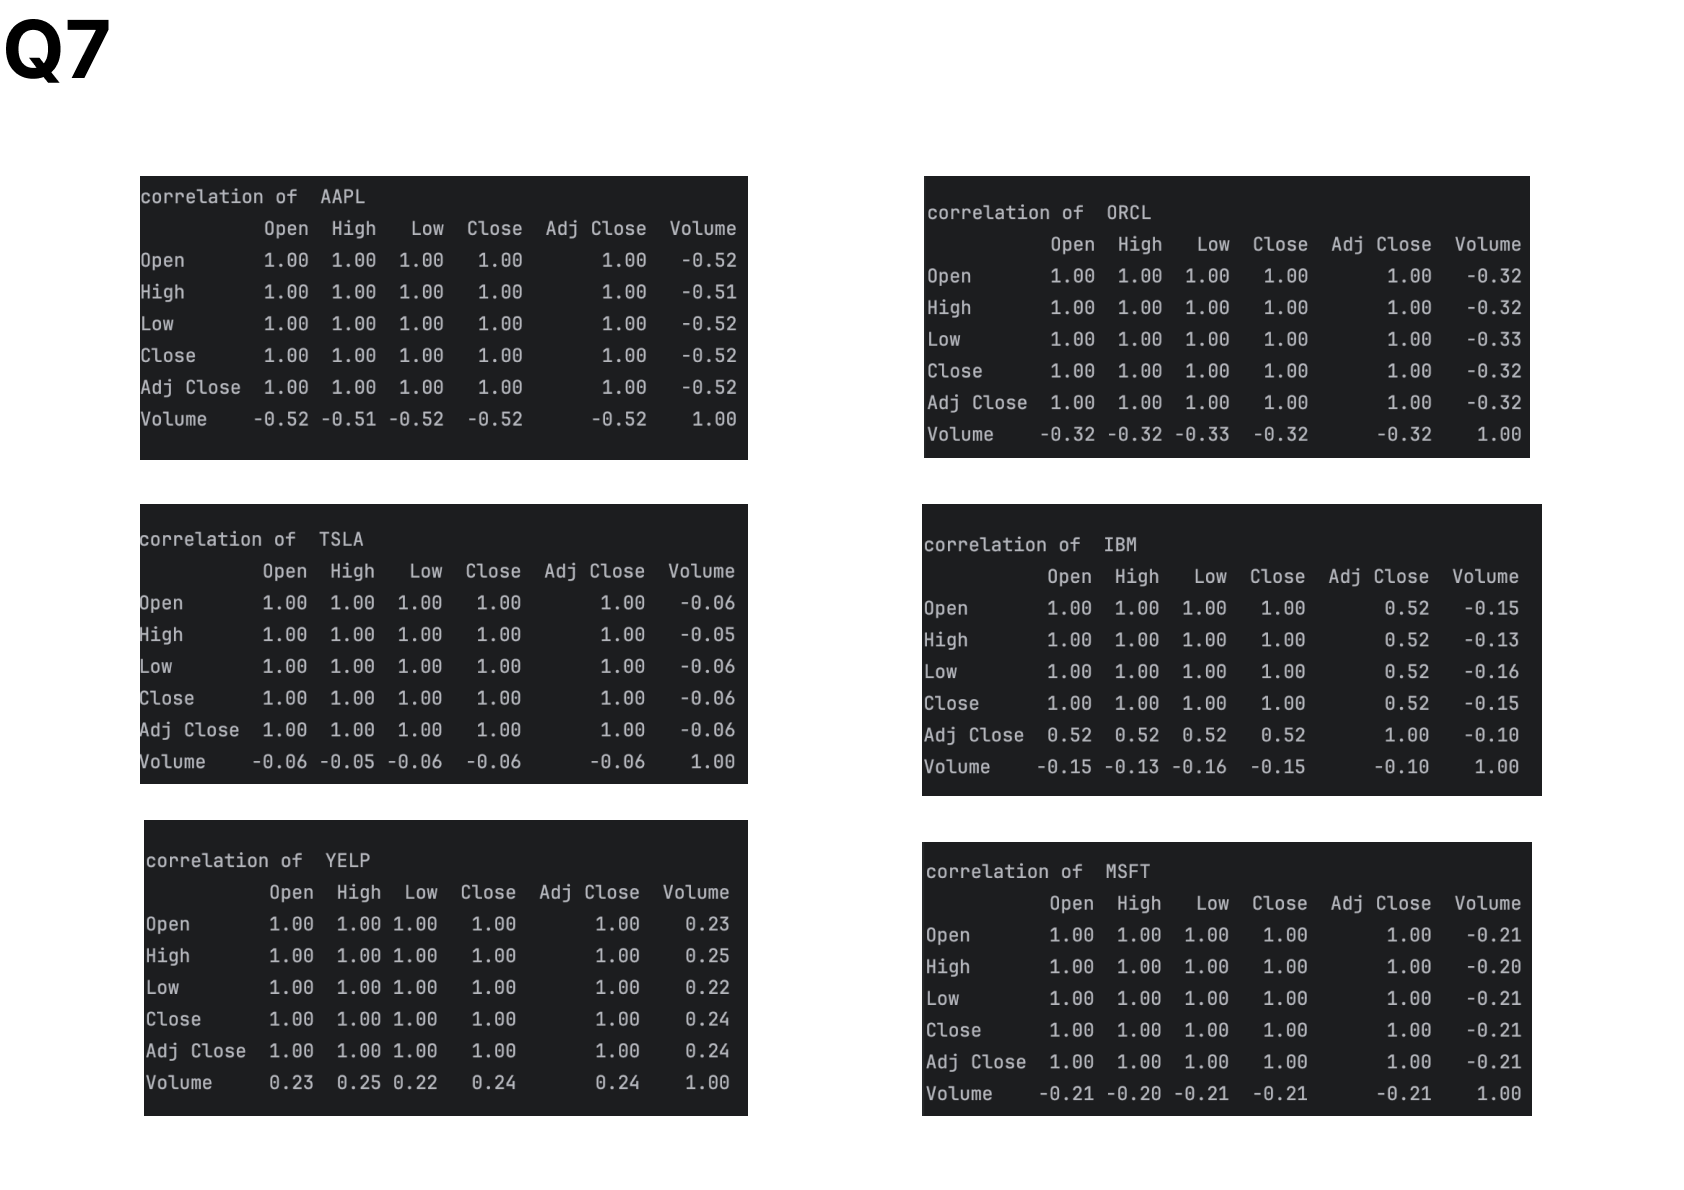 Q7
correlation of  AAPL
Open High Low Close Adj Close Volume
Open 1.00 1.00 1.00 1.00 1.00 -0.52
High 1.00 1.00 1.00 1.00 1.00 -0.51
Low 1.00 1.00 1.00 1.00 1.00 -0.52
Close 1.00 1.00 1.00 1.00 1.00 -0.52
Adj Close 1.00 1.00 1.00 1.00 1.00 -0.52
Volume -0.52 -0.51 -0.52 -0.52 -0.52 1.00
correlation of  ORCL
Open High Low Close Adj Close Volume
Open 1.00 1.00 1.00 1.00 1.00 -0.32
High 1.00 1.00 1.00 1.00 1.00 -0.32
Low 1.00 1.00 1.00 1.00 1.00 -0.33
Close 1.00 1.00 1.00 1.00 1.00 -0.32
Adj Close 1.00 1.00 1.00 1.00 1.00 -0.32
Volume -0.32 -0.32 -0.33 -0.32 -0.32 1.00
correlation of  TSLA
Open High Low Close Adj Close Volume
Open 1.00 1.00 1.00 1.00 1.00 -0.06
High 1.00 1.00 1.00 1.00 1.00 -0.05
Low 1.00 1.00 1.00 1.00 1.00 -0.06
Close 1.00 1.00 1.00 1.00 1.00 -0.06
Adj Close 1.00 1.00 1.00 1.00 1.00 -0.06
Volume -0.06 -0.05 -0.06 -0.06 -0.06 1.00
correlation of  IBM
Open High Low Close Adj Close Volume
Open 1.00 1.00 1.00 1.00 0.52 -0.15
High 1.00 1.00 1.00 1.00 0.52 -0.13
Low 1.00 1.00 1.00 1.00 0.52 -0.16
Close 1.00 1.00 1.00 1.00 0.52 -0.15
Adj Close 0.52 0.52 0.52 0.52 1.00 -0.10
Volume -0.15 -0.13 -0.16 -0.15 -0.10 1.00
correlation of  YELP
Open High Low Close Adj Close Volume
Open 1.00 1.00 1.00 1.00 1.00 0.23
High 1.00 1.00 1.00 1.00 1.00 0.25
Low 1.00 1.00 1.00 1.00 1.00 0.22
Close 1.00 1.00 1.00 1.00 1.00 0.24
Adj Close 1.00 1.00 1.00 1.00 1.00 0.24
Volume 0.23 0.25 0.22 0.24 0.24 1.00
correlation of  MSFT
Open High Low Close Adj Close Volume
Open 1.00 1.00 1.00 1.00 1.00 -0.21
High 1.00 1.00 1.00 1.00 1.00 -0.20
Low 1.00 1.00 1.00 1.00 1.00 -0.21
Close 1.00 1.00 1.00 1.00 1.00 -0.21
Adj Close 1.00 1.00 1.00 1.00 1.00 -0.21
Volume -0.21 -0.20 -0.21 -0.21 -0.21 1.00